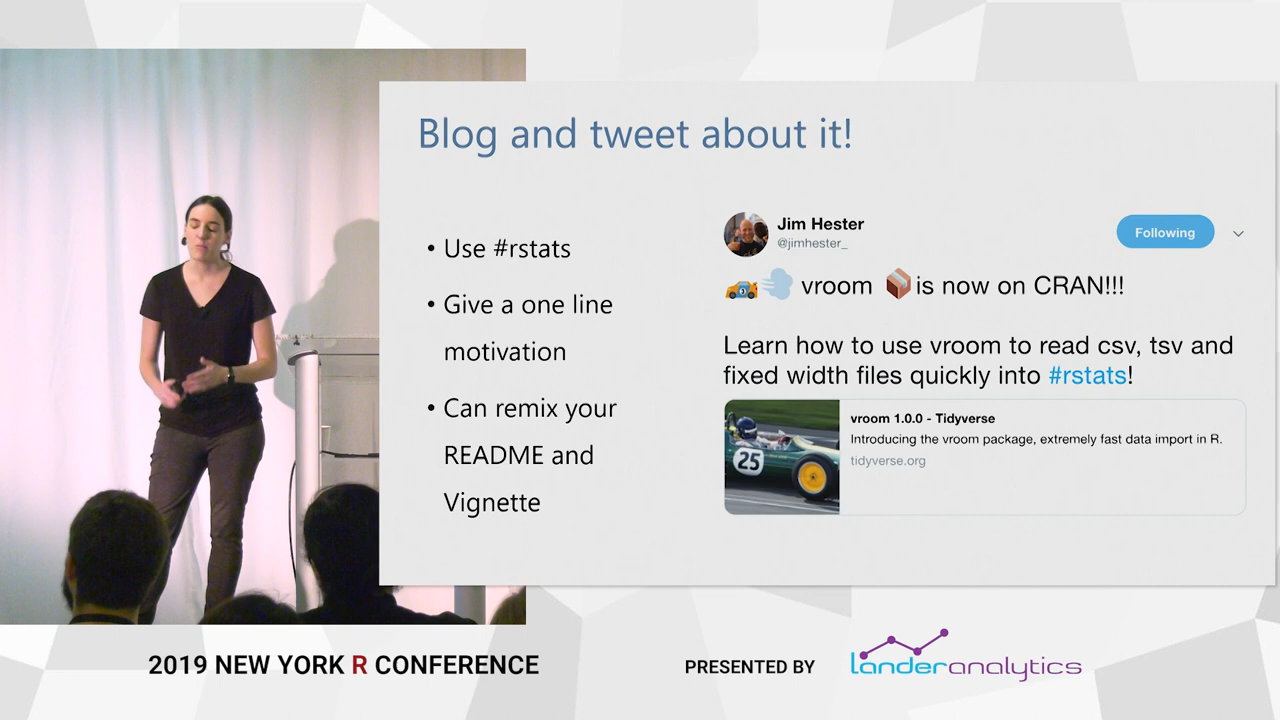 Blog and tweet about it!
• Use #rstats
• Give a one line
motivation
• Can remix your
README and
Vignette
Jim Hester
@jimhester_
Following
vroom is now on CRAN!!!
Learn how to use vroom to read csv, tsv and
fixed width files quickly into #rstats!
25
vroom 1.0.0 - Tidyverse
Introducing the vroom package, extremely fast data import in R.
tidyverse.org
2019 NEW YORK R CONFERENCE
PRESENTED BY
landeranalytics